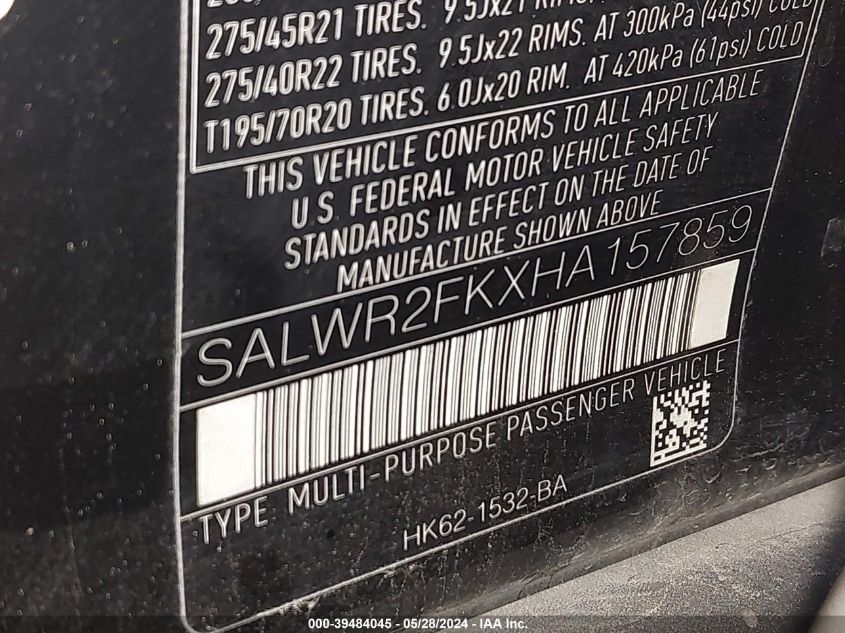 275/45R21 TIRES. 9.5Jx21 RIMS.
275/40R22 TIRES. 9.5Jx22 RIMS. AT 300kPa (44psi) COLD
T195/70R20 TIRES. 6.0Jx20 RIM. AT 420kPa (61psi) COLD
THIS VEHICLE CONFORMS TO ALL APPLICABLE
U.S. FEDERAL MOTOR VEHICLE SAFETY
STANDARDS IN EFFECT ON THE DATE OF
MANUFACTURE SHOWN ABOVE
SALWR2FKXHA157859
TYPE MULTI-PURPOSE PASSENGER VEHICLE
HK62-1532-BA
000-39484045 - 05/28/2024 - IAA Inc.